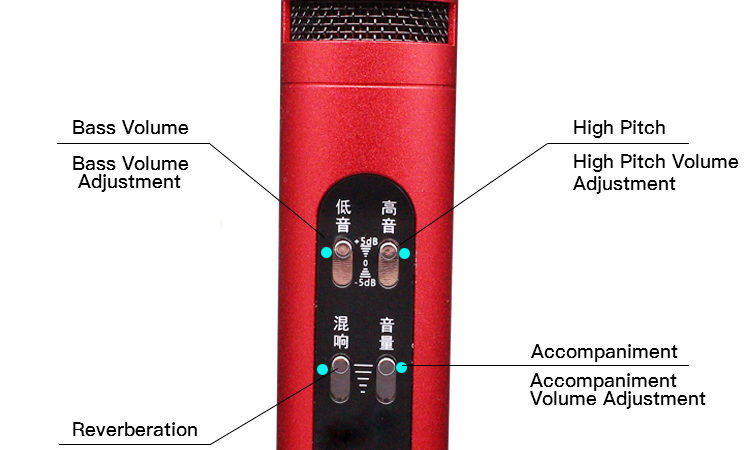 Bass Volume
Bass Volume
Adjustment
High Pitch
High Pitch Volume
Adjustment
低音
高音
+5dB
0
-5dB
混响
音量
Accompaniment
Accompaniment
Volume Adjustment
Reverberation